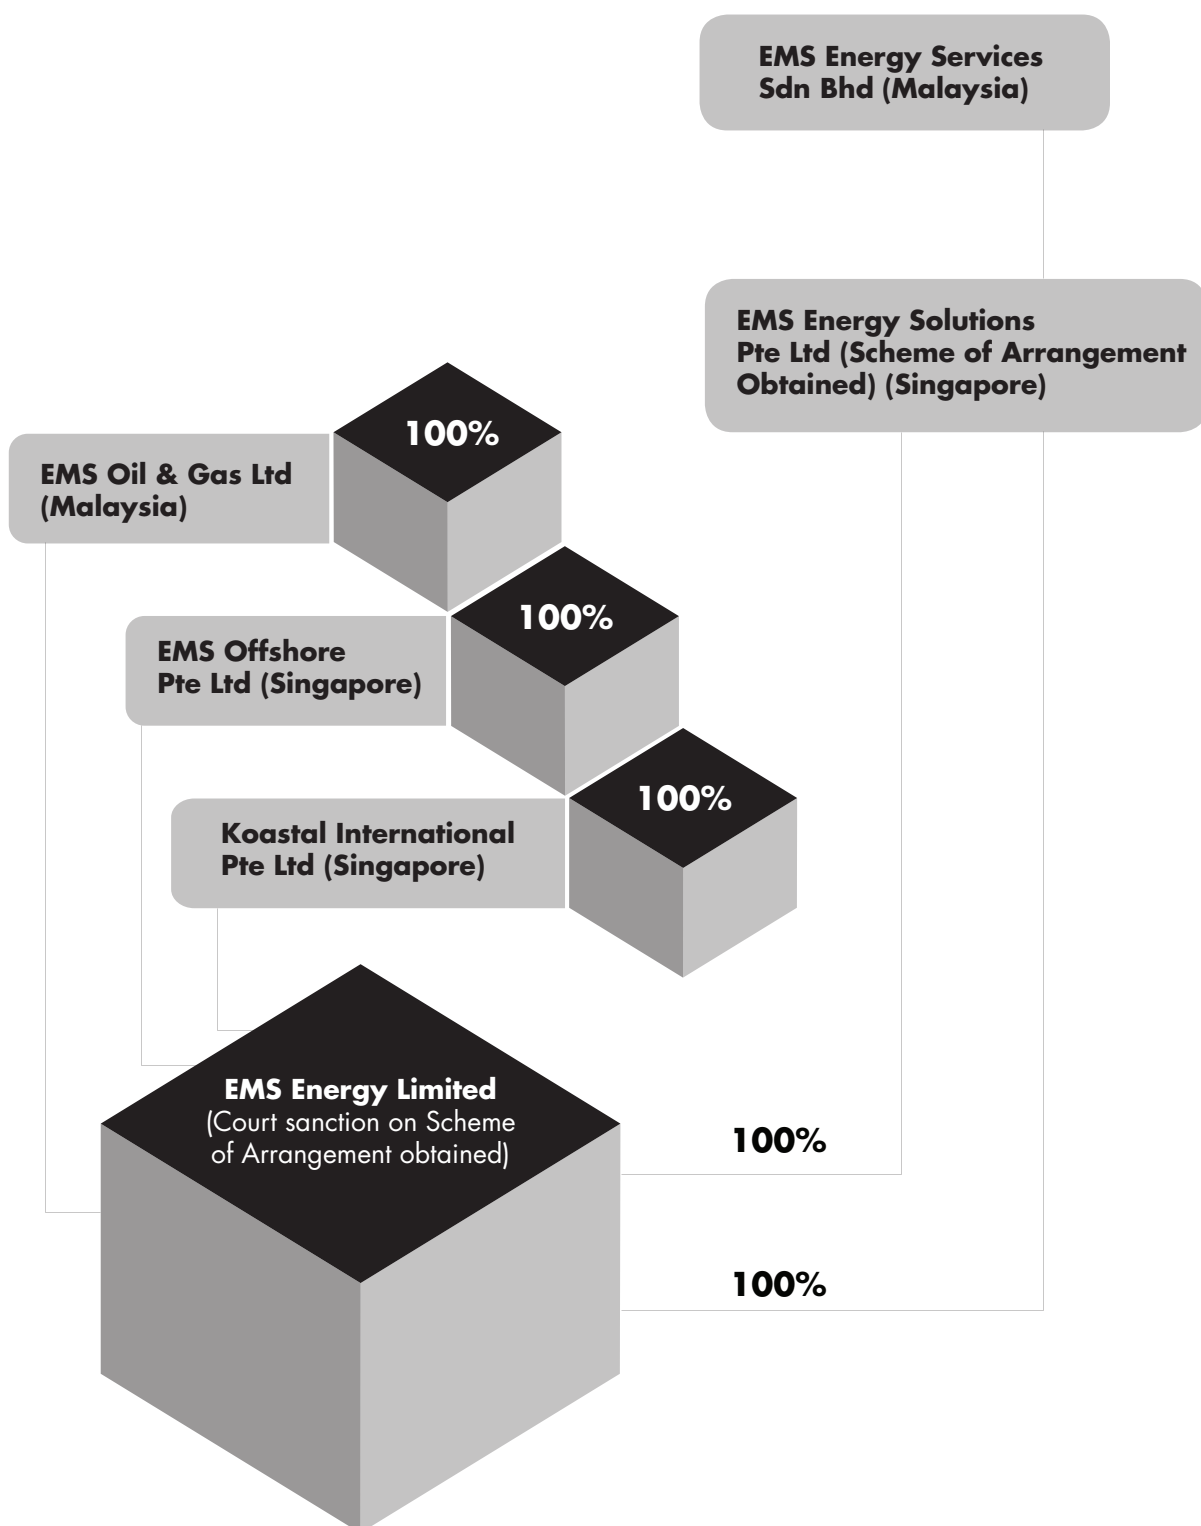 EMS Energy Services
Sdn Bhd (Malaysia)
EMS Energy Solutions
Pte Ltd (Scheme of Arrangement
Obtained) (Singapore)
100%
EMS Oil & Gas Ltd
(Malaysia)
100%
EMS Offshore
Pte Ltd (Singapore)
100%
Koastal International
Pte Ltd (Singapore)
EMS Energy Limited
(Court sanction on Scheme
of Arrangement obtained)
100%
100%